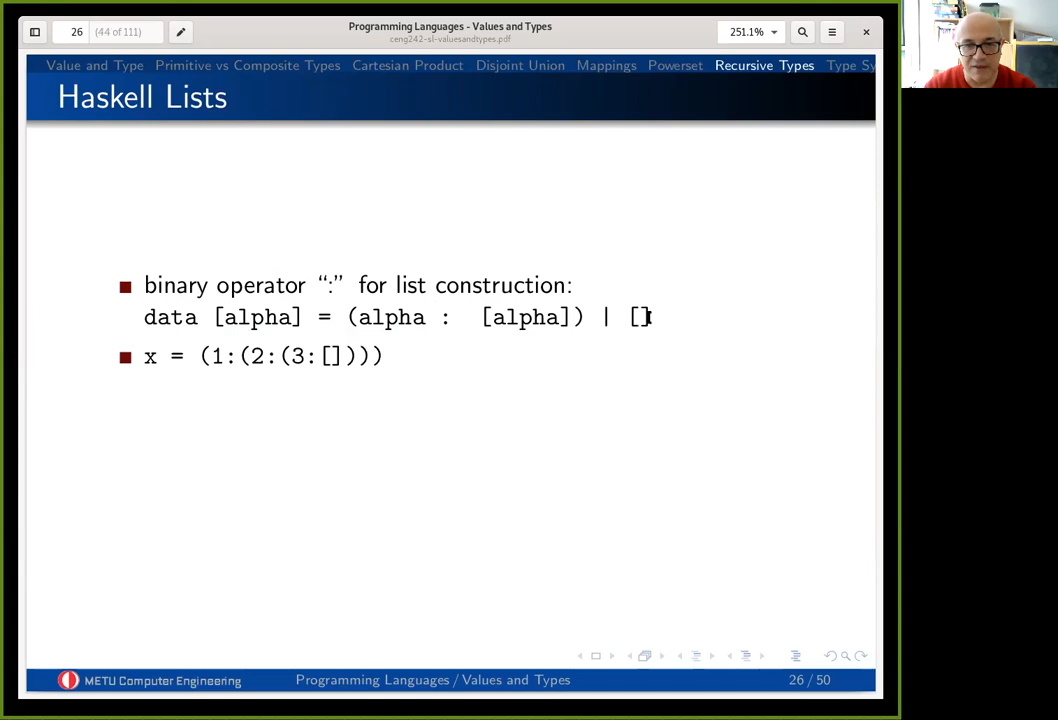 26 (44 of 111)
Programming Languages - Values and Types
ceng242-sl-valuesandtypes.pdf
251.1%
Value and Type Primitive vs Composite Types Cartesian Product Disjoint Union Mappings Powerset Recursive Types Type Sy
Haskell Lists
binary operator “:” for list construction:
data [alpha] = (alpha : [alpha]) | []
x = (1:(2:(3:[])))
METU Computer Engineering Programming Languages / Values and Types 26 / 50